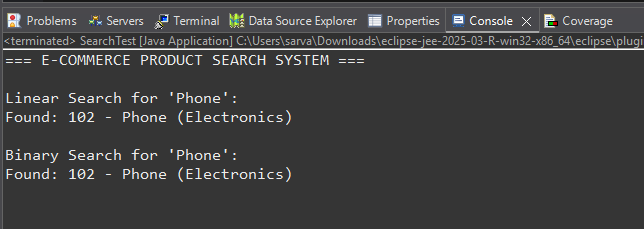 Problems Servers Terminal Data Source Explorer Properties Console Coverage
<terminated> SearchTest [Java Application] C:\Users\sarva\Downloads\eclipse-jee-2025-03-R-win32-x86_64\eclipse\plugi
=== E-COMMERCE PRODUCT SEARCH SYSTEM ===
Linear Search for 'Phone':
Found: 102 - Phone (Electronics)
Binary Search for 'Phone':
Found: 102 - Phone (Electronics)